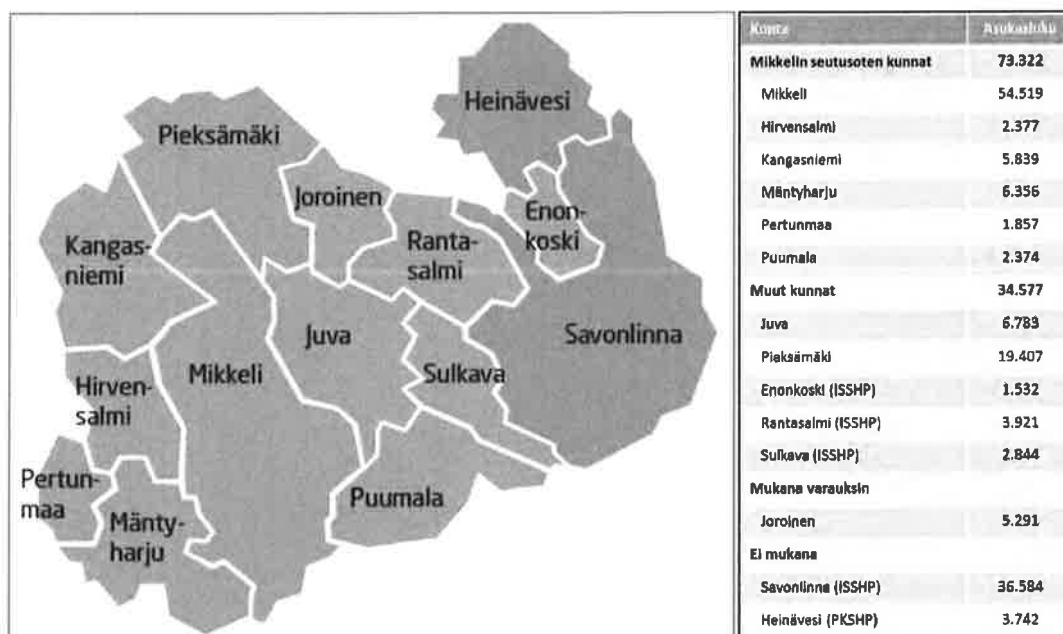 Heinävesi
Pieksämäki
Joroinen
Enon-
koski
Kangas-
niemi
Ranta-
salmi
Savonlinna
Juva
Mikkeli
Sulkava
Hirven-
salmi
Pertun-
maa
Puumala
Mänty-
harju
Kunta Asukasluku
Mikkelin seutusoten kunnat 73.322
Mikkeli 54.519
Hirvensalmi 2.377
Kangasniemi 5.839
Mäntyharju 6.356
Pertunmaa 1.857
Puumala 2.374
Muut kunnat 34.577
Juva 6.783
Pieksämäki 19.407
Enonkoski (ISSHP) 1.532
Rantasalmi (ISSHP) 3.921
Sulkava (ISSHP) 2.844
Mukana varauksin
Joroinen 5.291
Ei mukana
Savonlinna (ISSHP) 36.584
Heinävesi (PKSHP) 3.742